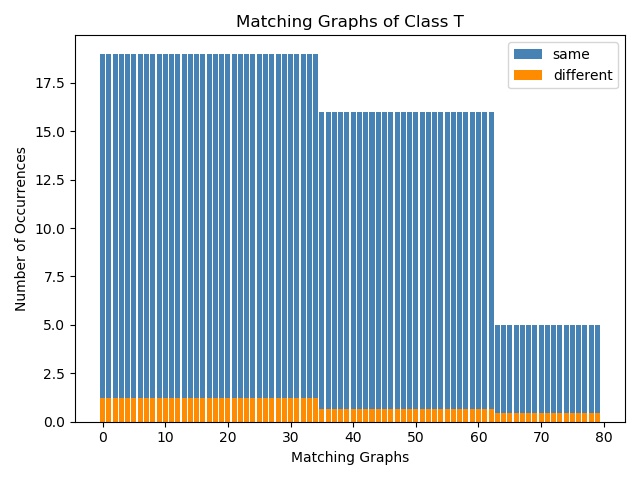 Matching Graphs of Class T
same
different
Number of Occurrences
17.5
15.0
12.5
10.0
7.5
5.0
2.5
0.0
0 10 20 30 40 50 60 70 80
Matching Graphs